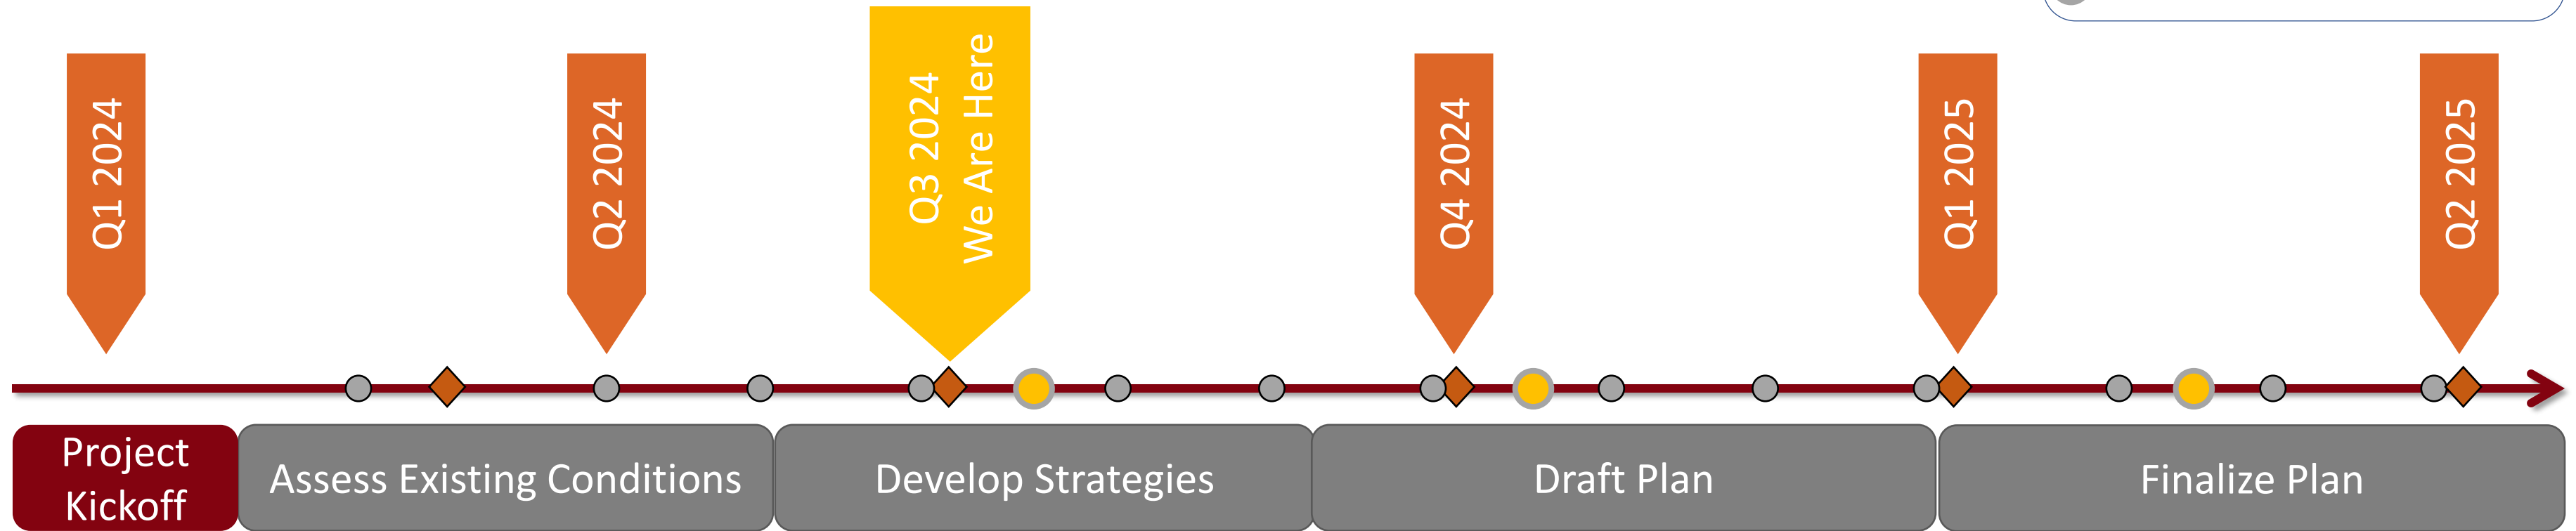 Q1 2024
Q2 2024
Q3 2024
We Are Here
Q4 2024
Q1 2025
Q2 2025
Project
Kickoff
Assess Existing Conditions
Develop Strategies
Draft Plan
Finalize Plan